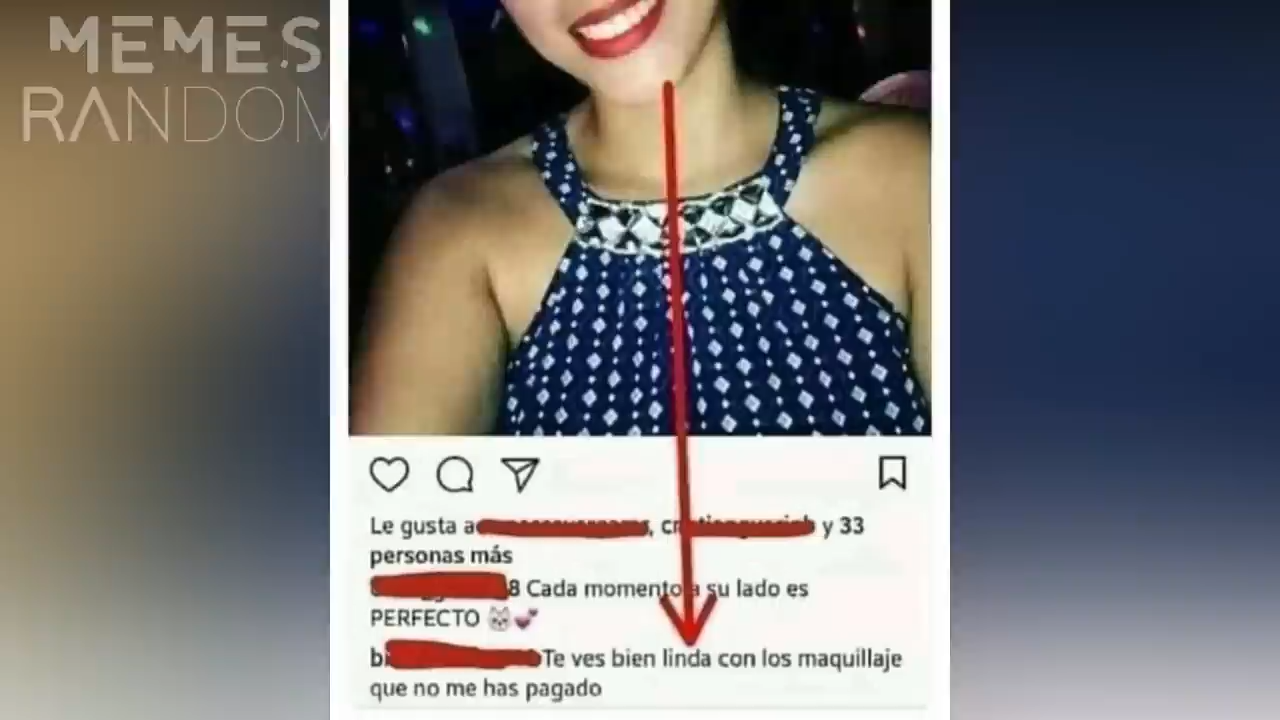 MEMES
RANDOM
Le gusta a , y 33
personas más
8 Cada momento a su lado es
PERFECTO 🐱💕
Te ves bien linda con los maquillaje
que no me has pagado